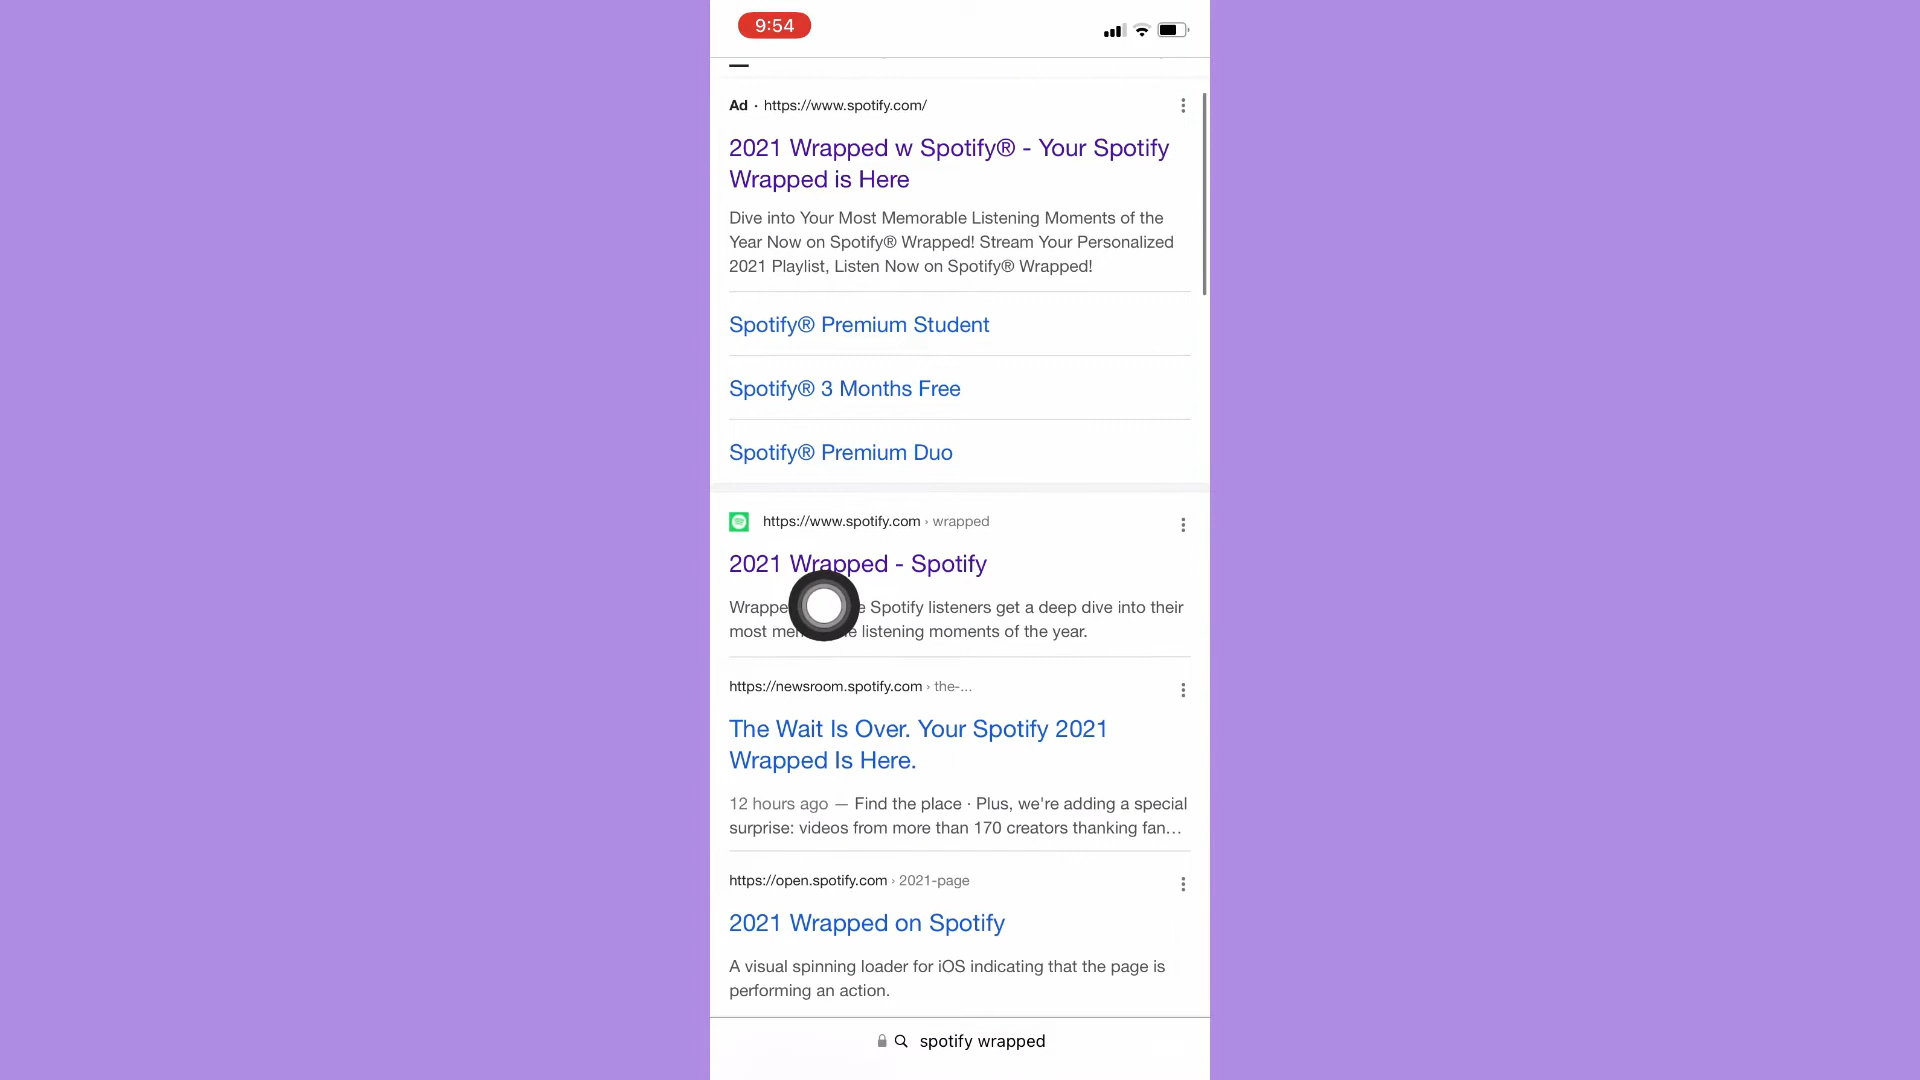 9:54
Ad · https://www.spotify.com/
2021 Wrapped w Spotify® - Your Spotify
Wrapped is Here
Dive into Your Most Memorable Listening Moments of the
Year Now on Spotify® Wrapped! Stream Your Personalized
2021 Playlist, Listen Now on Spotify® Wrapped!
Spotify® Premium Student
Spotify® 3 Months Free
Spotify® Premium Duo
https://www.spotify.com › wrapped
2021 Wrapped - Spotify
Spotify listeners get a deep dive into their
most listening moments of the year.
https://newsroom.spotify.com › the-...
The Wait Is Over. Your Spotify 2021
Wrapped Is Here.
12 hours ago — Find the place · Plus, we're adding a special
surprise: videos from more than 170 creators thanking fan...
https://open.spotify.com › 2021-page
2021 Wrapped on Spotify
A visual spinning loader for iOS indicating that the page is
performing an action.
spotify wrapped